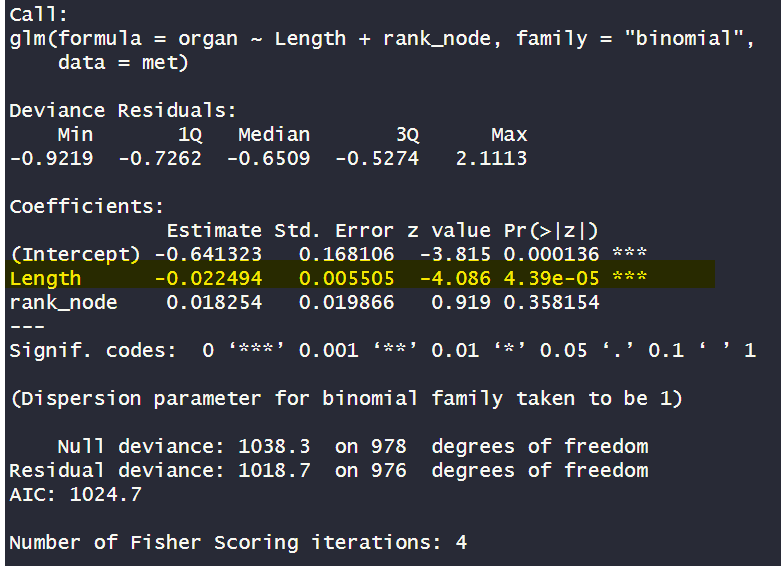 Call:
glm(formula = organ ~ Length + rank_node, family = "binomial",
    data = met)
Deviance Residuals:
    Min       1Q   Median       3Q      Max
-0.9219  -0.7262  -0.6509  -0.5274   2.1113
Coefficients:
             Estimate Std. Error z value Pr(>|z|)
(Intercept) -0.641323   0.168106  -3.815 0.000136 ***
Length      -0.022494   0.005505  -4.086 4.39e-05 ***
rank_node    0.018254   0.019866   0.919 0.358154
---
Signif. codes:  0 ‘***’ 0.001 ‘**’ 0.01 ‘*’ 0.05 ‘.’ 0.1 ‘ ’ 1
(Dispersion parameter for binomial family taken to be 1)
    Null deviance: 1038.3  on 978  degrees of freedom
Residual deviance: 1018.7  on 976  degrees of freedom
AIC: 1024.7
Number of Fisher Scoring iterations: 4